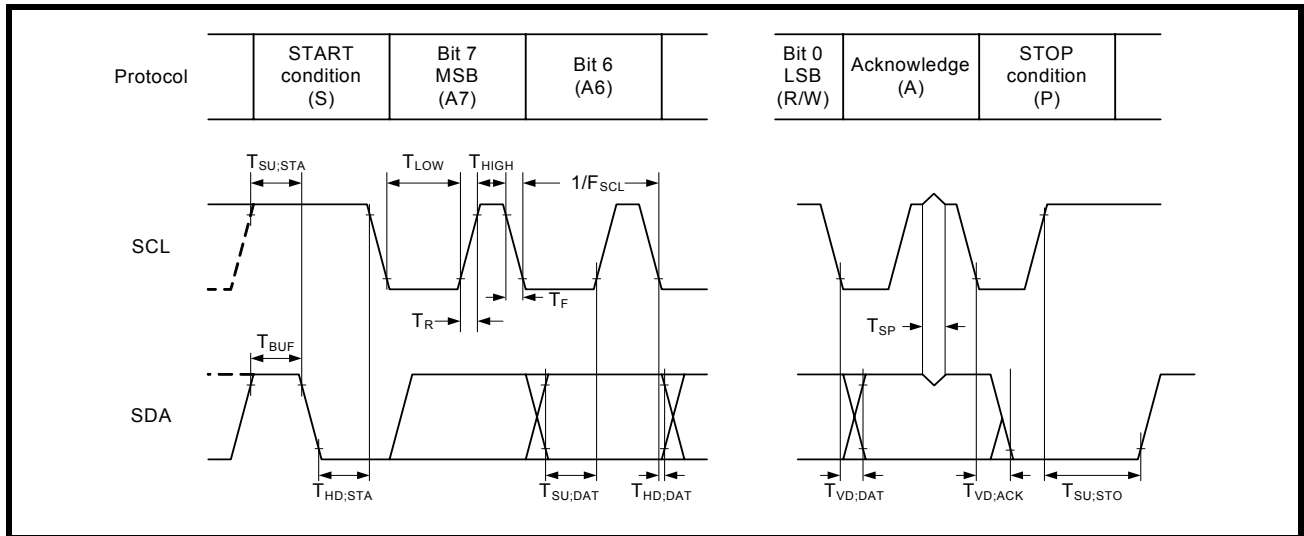 Protocol
START
condition
(S)
Bit 7
MSB
(A7)
Bit 6
(A6)
Bit 0
LSB
(R/W)
Acknowledge
(A)
STOP
condition
(P)
TSU;STA
TLOW
THIGH
1/FSCL
SCL
TF
TR
TSP
TBUF
SDA
THD;STA
TSU;DAT
THD;DAT
TVD;DAT
TVD;ACK
TSU;STO